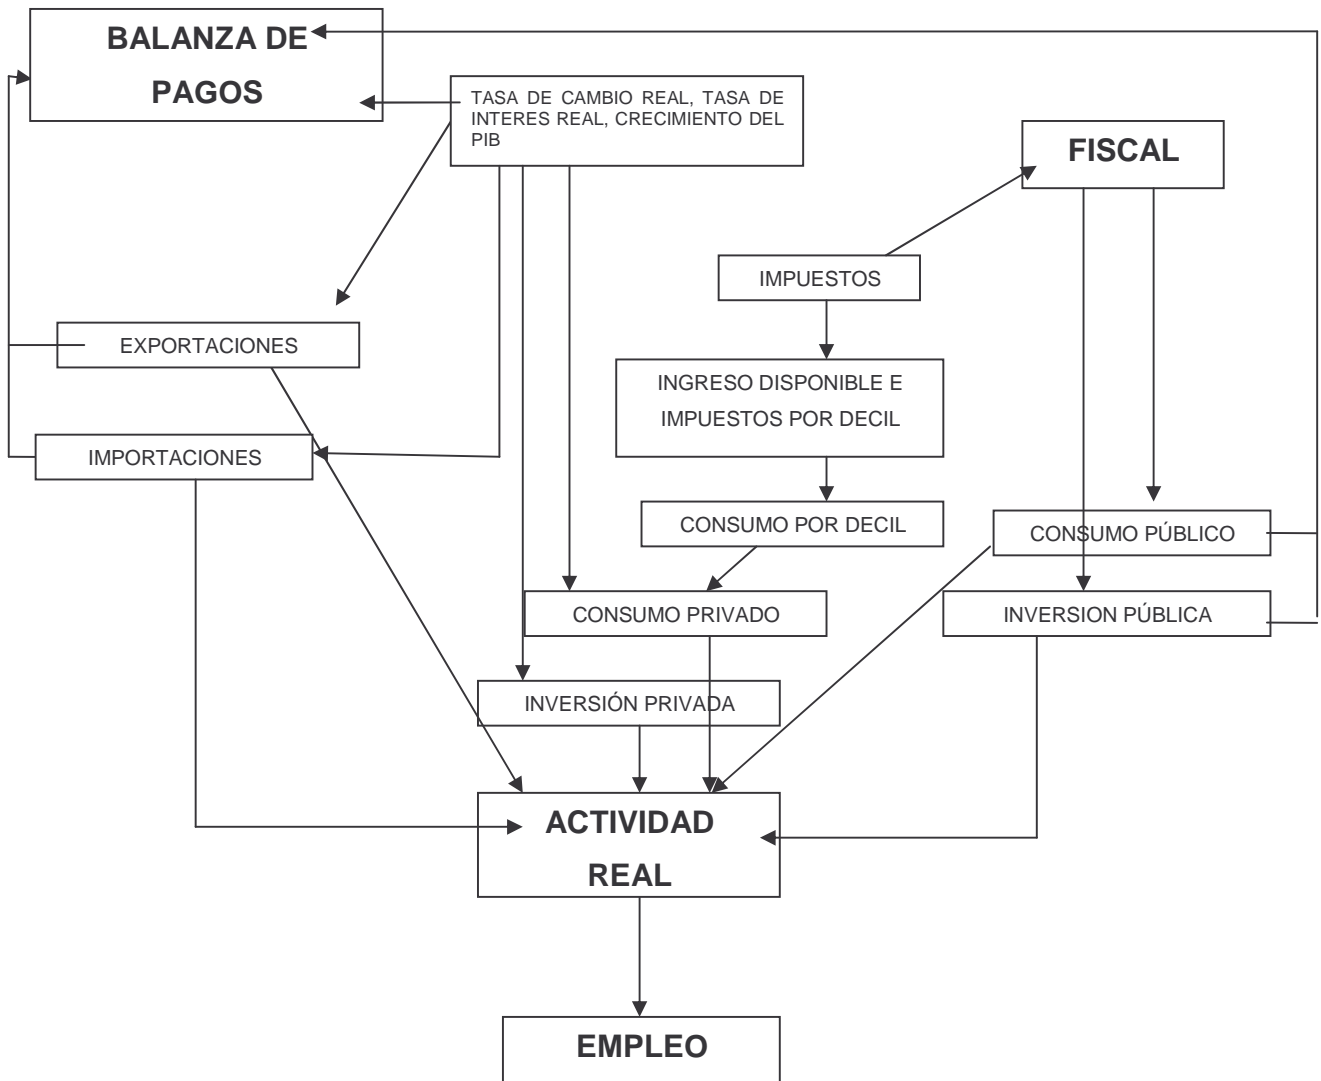 BALANZA DE
PAGOS
TASA DE CAMBIO REAL, TASA DE
INTERES REAL, CRECIMIENTO DEL
PIB
FISCAL
IMPUESTOS
EXPORTACIONES
INGRESO DISPONIBLE E
IMPUESTOS POR DECIL
IMPORTACIONES
CONSUMO POR DECIL
CONSUMO PÚBLICO
CONSUMO PRIVADO
INVERSION PÚBLICA
INVERSIÓN PRIVADA
ACTIVIDAD
REAL
EMPLEO